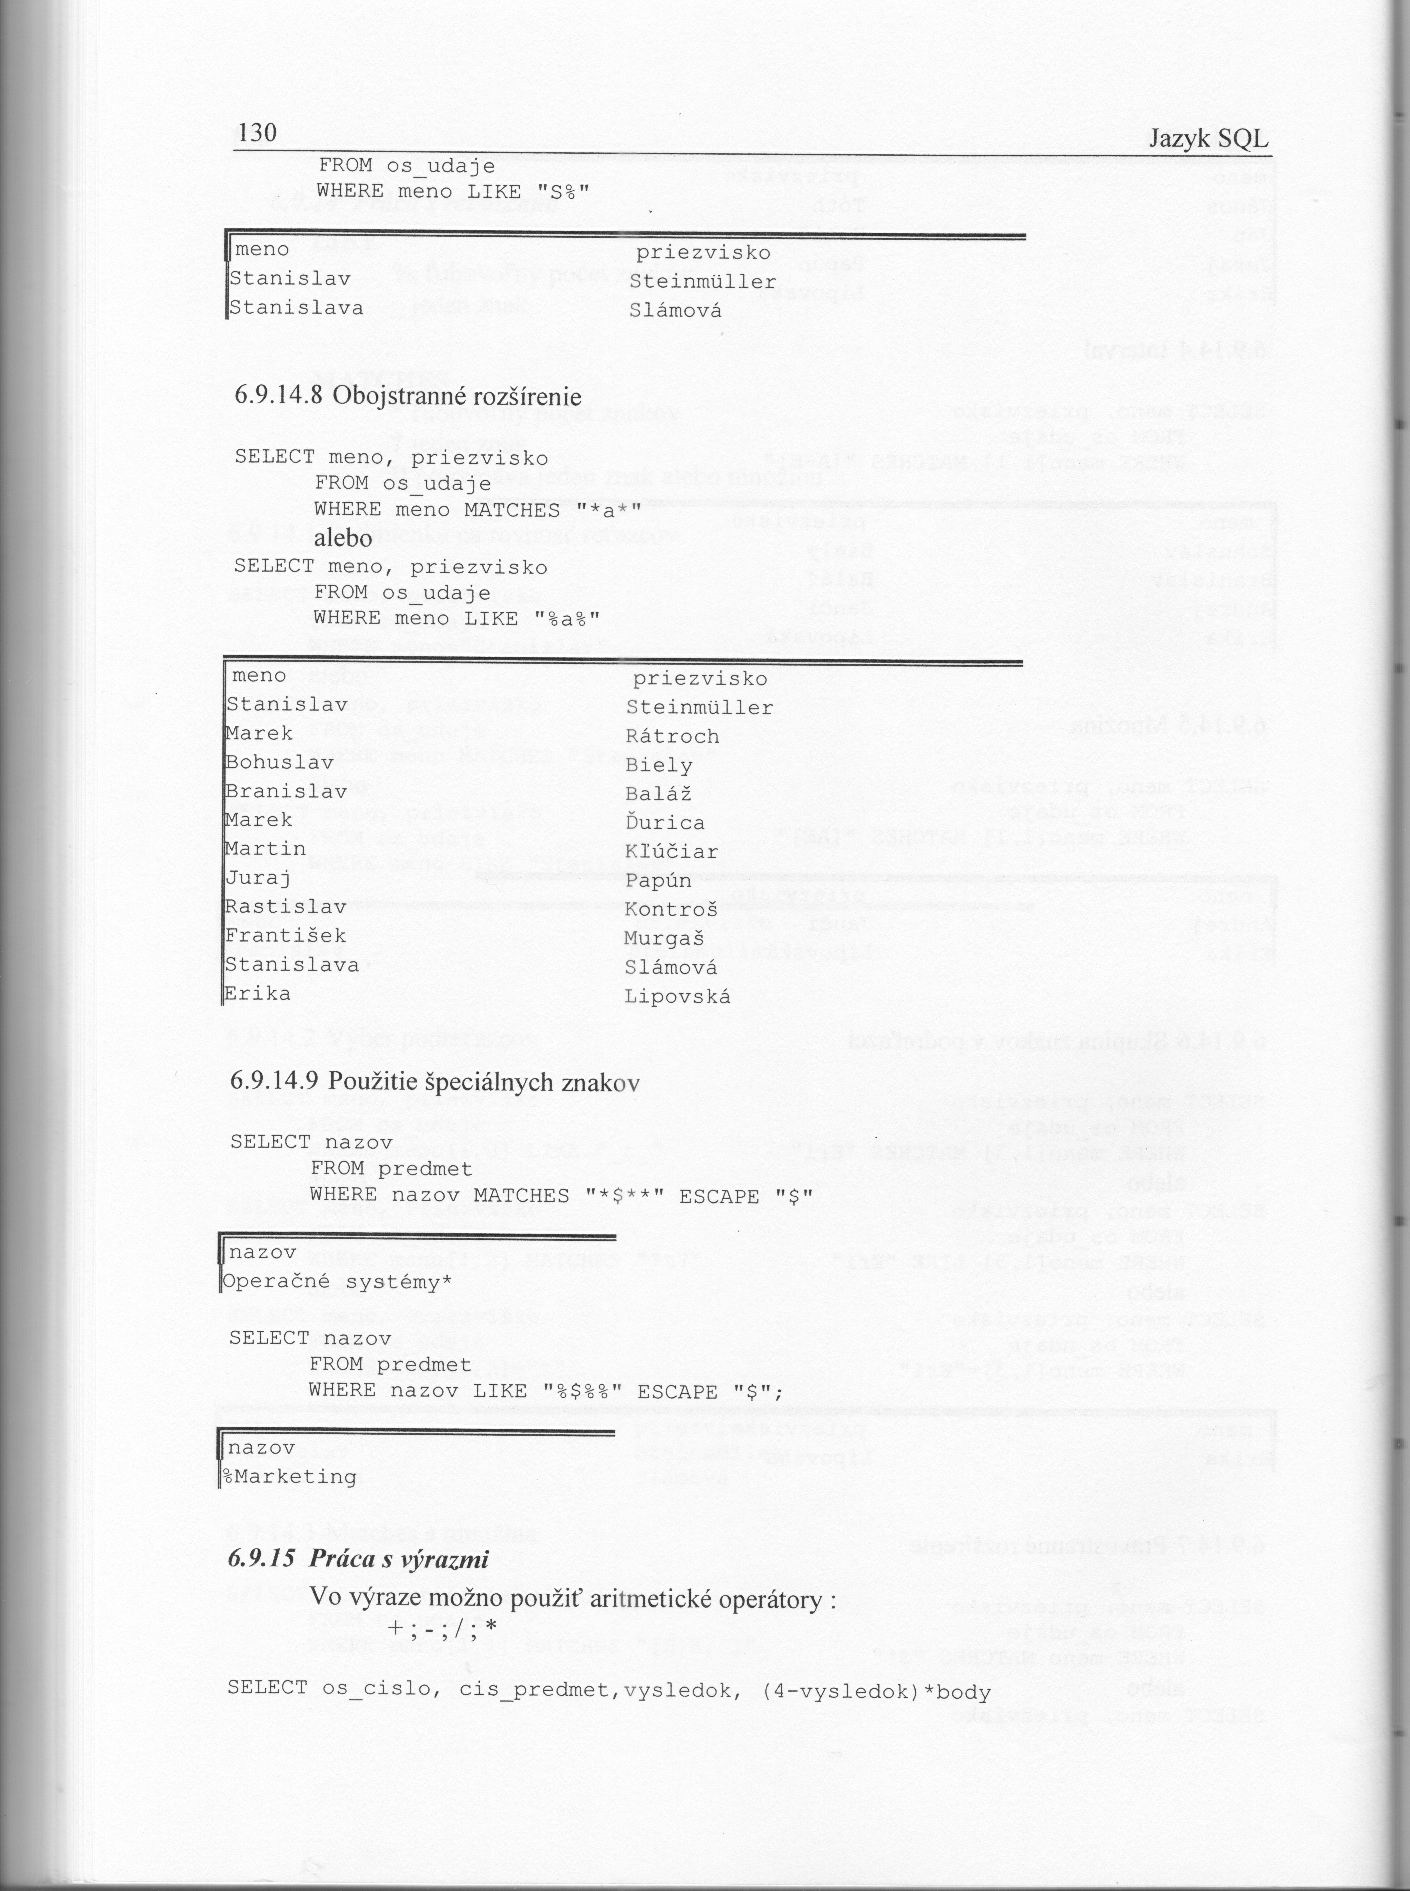 130
Jazyk SQL
FROM os_udaje
WHERE meno LIKE "S%"
meno priezvisko
Stanislav Steinmüller
Stanislava Slámová
6.9.14.8 Obojstranné rozšírenie
SELECT meno, priezvisko
FROM os_udaje
WHERE meno MATCHES "*a*"
alebo
SELECT meno, priezvisko
FROM os_udaje
WHERE meno LIKE "%a%"
meno priezvisko
Stanislav Steinmüller
Marek Rátroch
Bohuslav Biely
Branislav Baláž
Marek Ďurica
Martin Kľúčiar
Juraj Papún
Rastislav Kontroš
František Murgaš
Stanislava Slámová
Erika Lipovská
6.9.14.9 Použitie špeciálnych znakov
SELECT nazov
FROM predmet
WHERE nazov MATCHES "*$**" ESCAPE "$"
nazov
Operačné systémy*
SELECT nazov
FROM predmet
WHERE nazov LIKE "%$%%" ESCAPE "$";
nazov
%Marketing
6.9.15 Práca s výrazmi
Vo výraze možno použiť aritmetické operátory :
+ ; - ; / ; *
SELECT os_cislo, cis_predmet,vysledok, (4-vysledok)*body